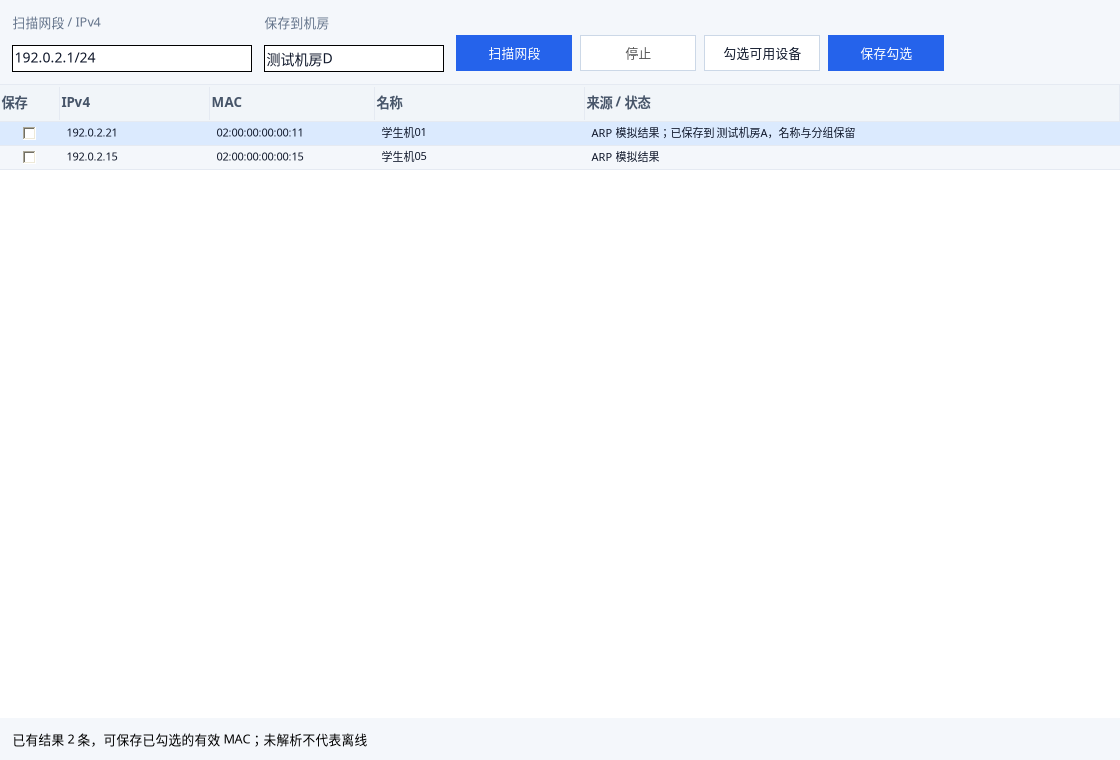 扫描网段 / IPv4 保存到机房
192.0.2.1/24 测试机房D 扫描网段 停止 勾选可用设备 保存勾选
保存 IPv4 MAC 名称 来源 / 状态
192.0.2.21 02:00:00:00:00:11 学生机01 ARP 模拟结果；已保存到 测试机房A，名称与分组保留
192.0.2.15 02:00:00:00:00:15 学生机05 ARP 模拟结果
已有结果 2 条，可保存已勾选的有效 MAC；未解析不代表离线